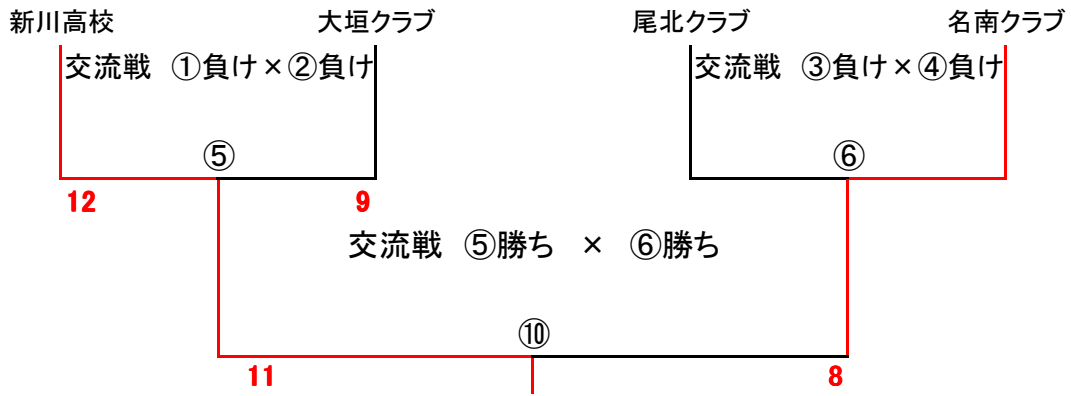 新川高校 大垣クラブ 尾北クラブ 名南クラブ
交流戦 ①負け×②負け 交流戦 ③負け×④負け
⑤ ⑥
12 9
交流戦 ⑤勝ち × ⑥勝ち
⑩
11 8